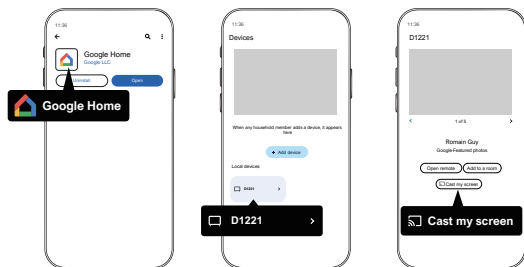 11:36
Google Home
Google LLC
Uninstall
Open
Google Home
11:36
Devices
When any household member adds a device, it appears
here
+ Add device
Local devices
D1221
D1221
11:36
D1221
1 of 8
Romain Guy
Google-Featured photos
Open remote
Add to a room
Cast my screen
Cast my screen